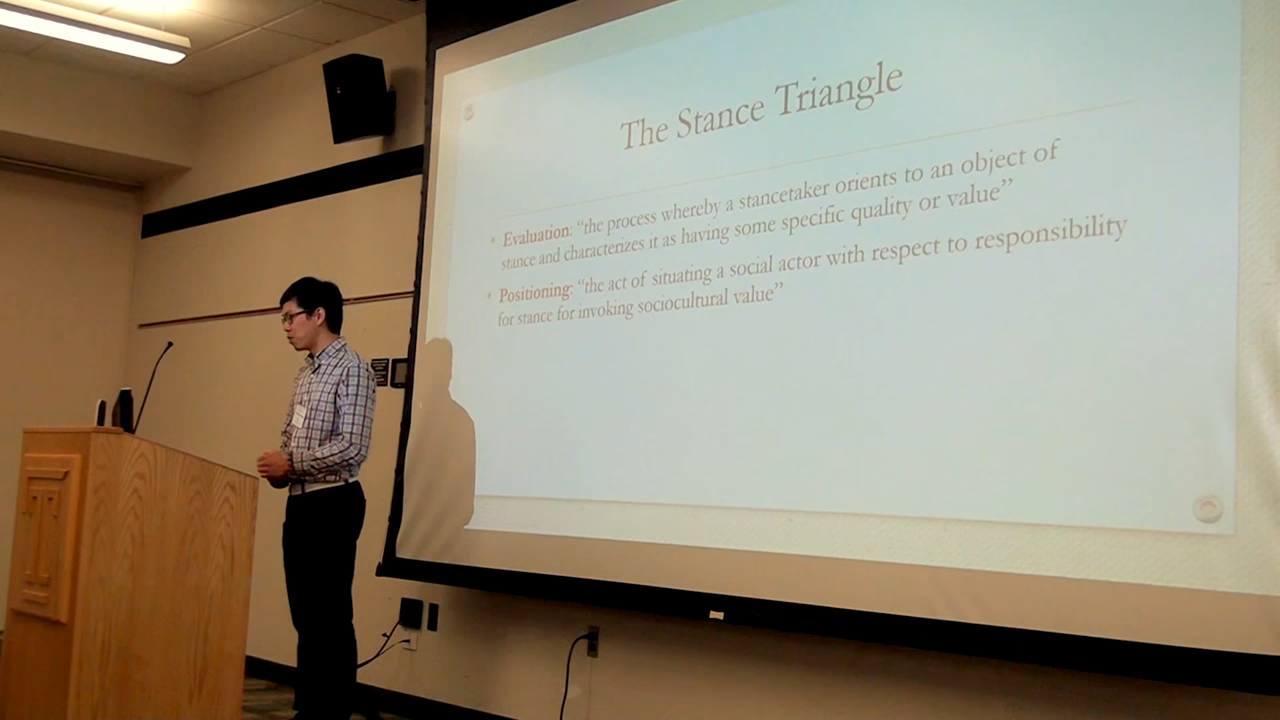 The Stance Triangle
• Evaluation: “the process whereby a stancetaker orients to an object of
stance and characterizes it as having some specific quality or value”
• Positioning: “the act of situating a social actor with respect to responsibility
for stance for invoking sociocultural value”